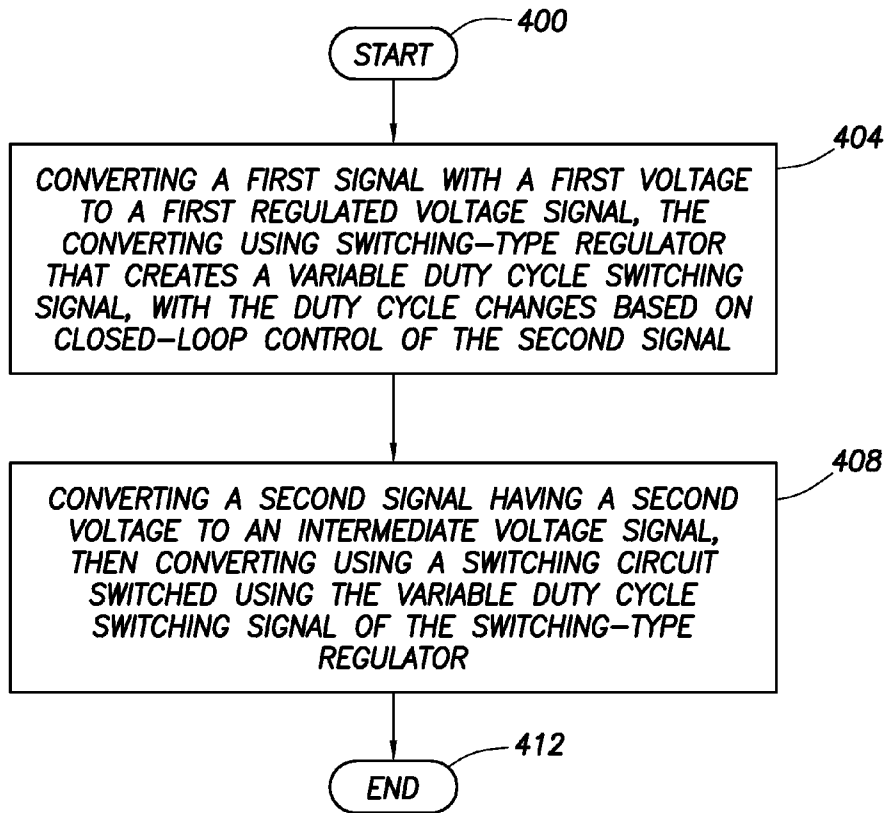 400
START
404
CONVERTING A FIRST SIGNAL WITH A FIRST VOLTAGE
TO A FIRST REGULATED VOLTAGE SIGNAL, THE
CONVERTING USING SWITCHING-TYPE REGULATOR
THAT CREATES A VARIABLE DUTY CYCLE SWITCHING
SIGNAL, WITH THE DUTY CYCLE CHANGES BASED ON
CLOSED-LOOP CONTROL OF THE SECOND SIGNAL
408
CONVERTING A SECOND SIGNAL HAVING A SECOND
VOLTAGE TO AN INTERMEDIATE VOLTAGE SIGNAL,
THEN CONVERTING USING A SWITCHING CIRCUIT
SWITCHED USING THE VARIABLE DUTY CYCLE
SWITCHING SIGNAL OF THE SWITCHING-TYPE
REGULATOR
412
END